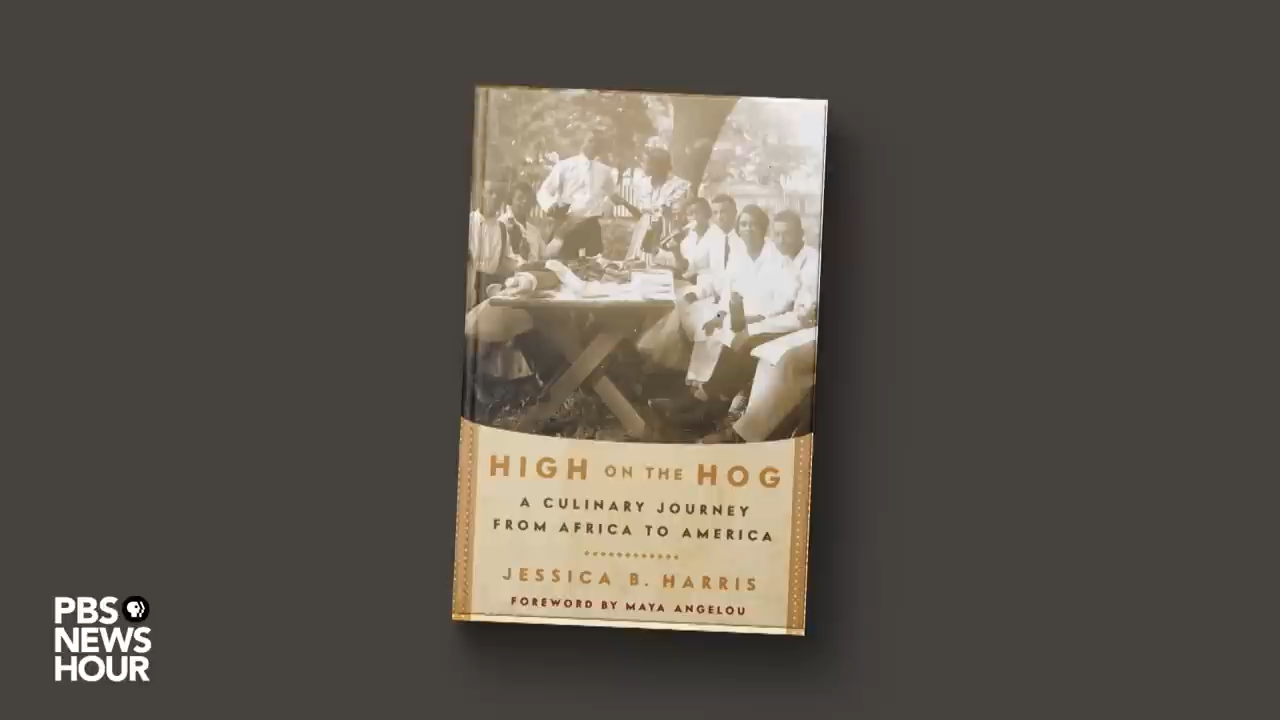 HIGH ON THE HOG
A CULINARY JOURNEY
FROM AFRICA TO AMERICA
JESSICA B. HARRIS
FOREWORD BY MAYA ANGELOU
PBS
NEWS
HOUR